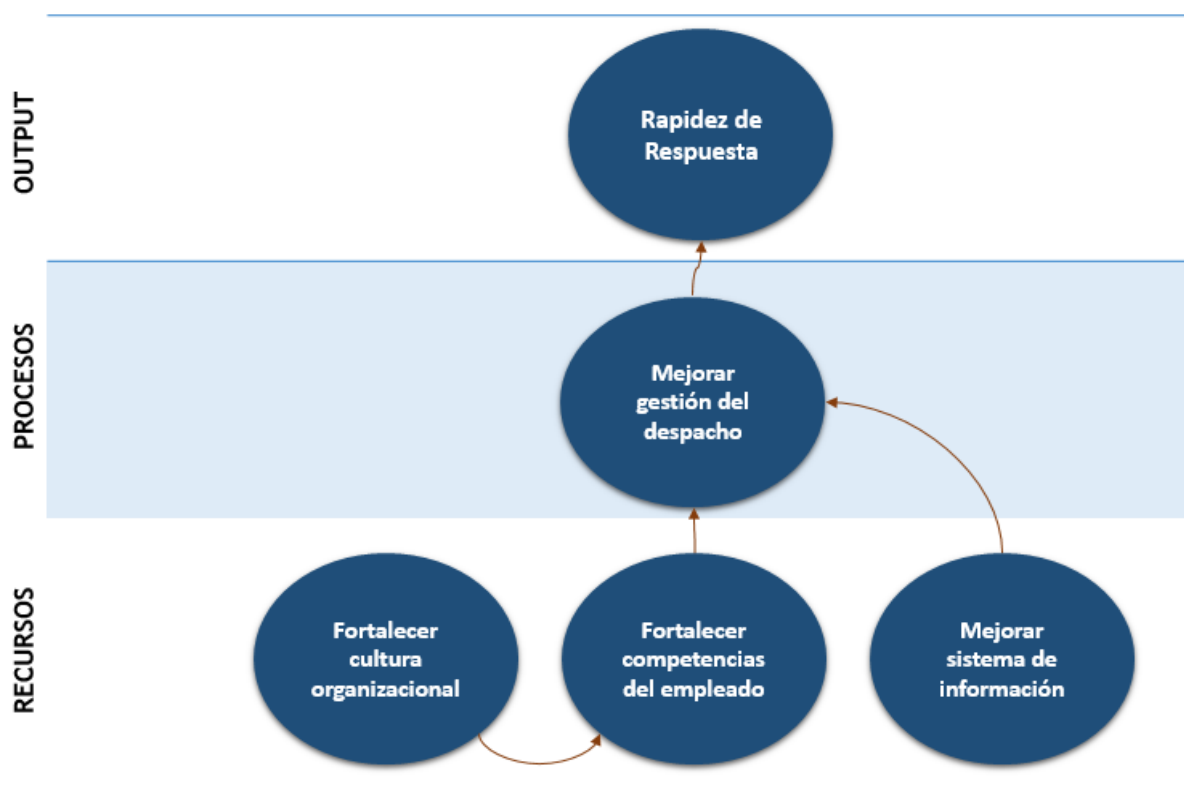 OUTPUT
Rapidez de
Respuesta
PROCESOS
Mejorar
gestión del
despacho
RECURSOS
Fortalecer
cultura
organizacional
Fortalecer
competencias
del empleado
Mejorar
sistema de
información